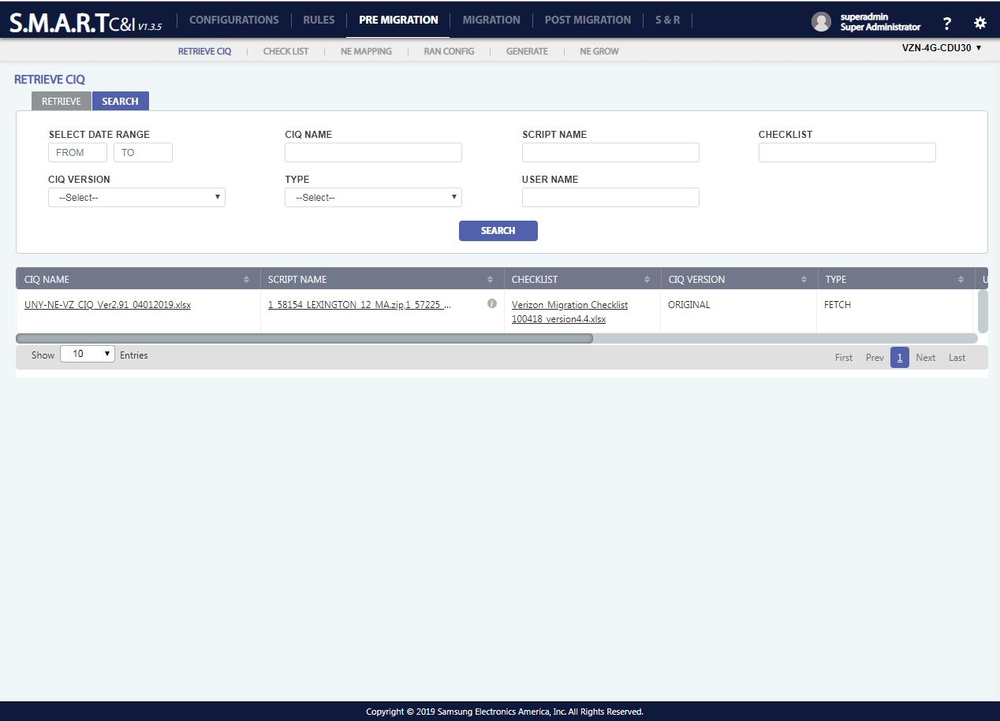 S.M.A.R.T C&I V1.3.5
CONFIGURATIONS RULES PRE MIGRATION MIGRATION POST MIGRATION S & R
superadmin
Super Administrator
?
RETRIEVE CIQ CHECK LIST NE MAPPING RAN CONFIG GENERATE NE GROW
VZN-4G-CDU30
RETRIEVE CIQ
RETRIEVE SEARCH
SELECT DATE RANGE CIQ NAME SCRIPT NAME CHECKLIST
FROM TO
CIQ VERSION TYPE USER NAME
--Select-- --Select--
SEARCH
CIQ NAME SCRIPT NAME CHECKLIST CIQ VERSION TYPE U
UNY-NE-VZ_CIQ_Ver2.91_04012019.xlsx 1_58154_LEXINGTON_12_MA.zip,1_57225_... Verizon_Migration Checklist ORIGINAL FETCH
100418_version4.4.xlsx
Show 10 Entries First Prev 1 Next Last
Copyright © 2019 Samsung Electronics America, Inc. All Rights Reserved.